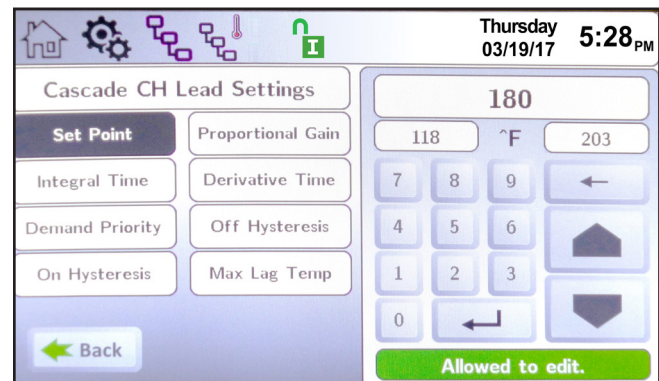 I
Thursday
03/19/17
5:28 PM
Cascade CH Lead Settings
Set Point
Proportional Gain
Integral Time
Derivative Time
Demand Priority
Off Hysteresis
On Hysteresis
Max Lag Temp
Back
180
118
^F
203
7 8 9
4 5 6
1 2 3
0
Allowed to edit.